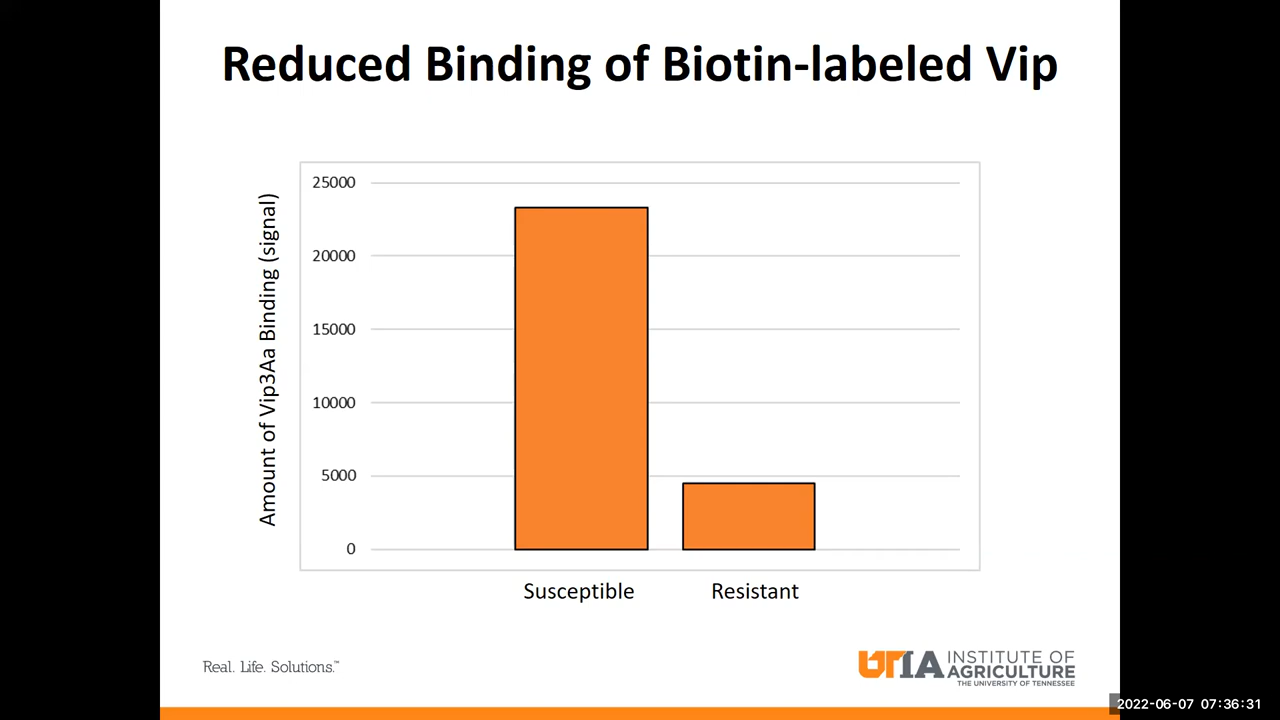 Reduced Binding of Biotin-labeled Vip
Amount of Vip3Aa Binding (signal)
25000
20000
15000
10000
5000
0
Susceptible Resistant
Real. Life. Solutions.™
UTIA INSTITUTE OF
AGRICULTURE
THE UNIVERSITY OF TENNESSEE
2022-06-07 07:36:31